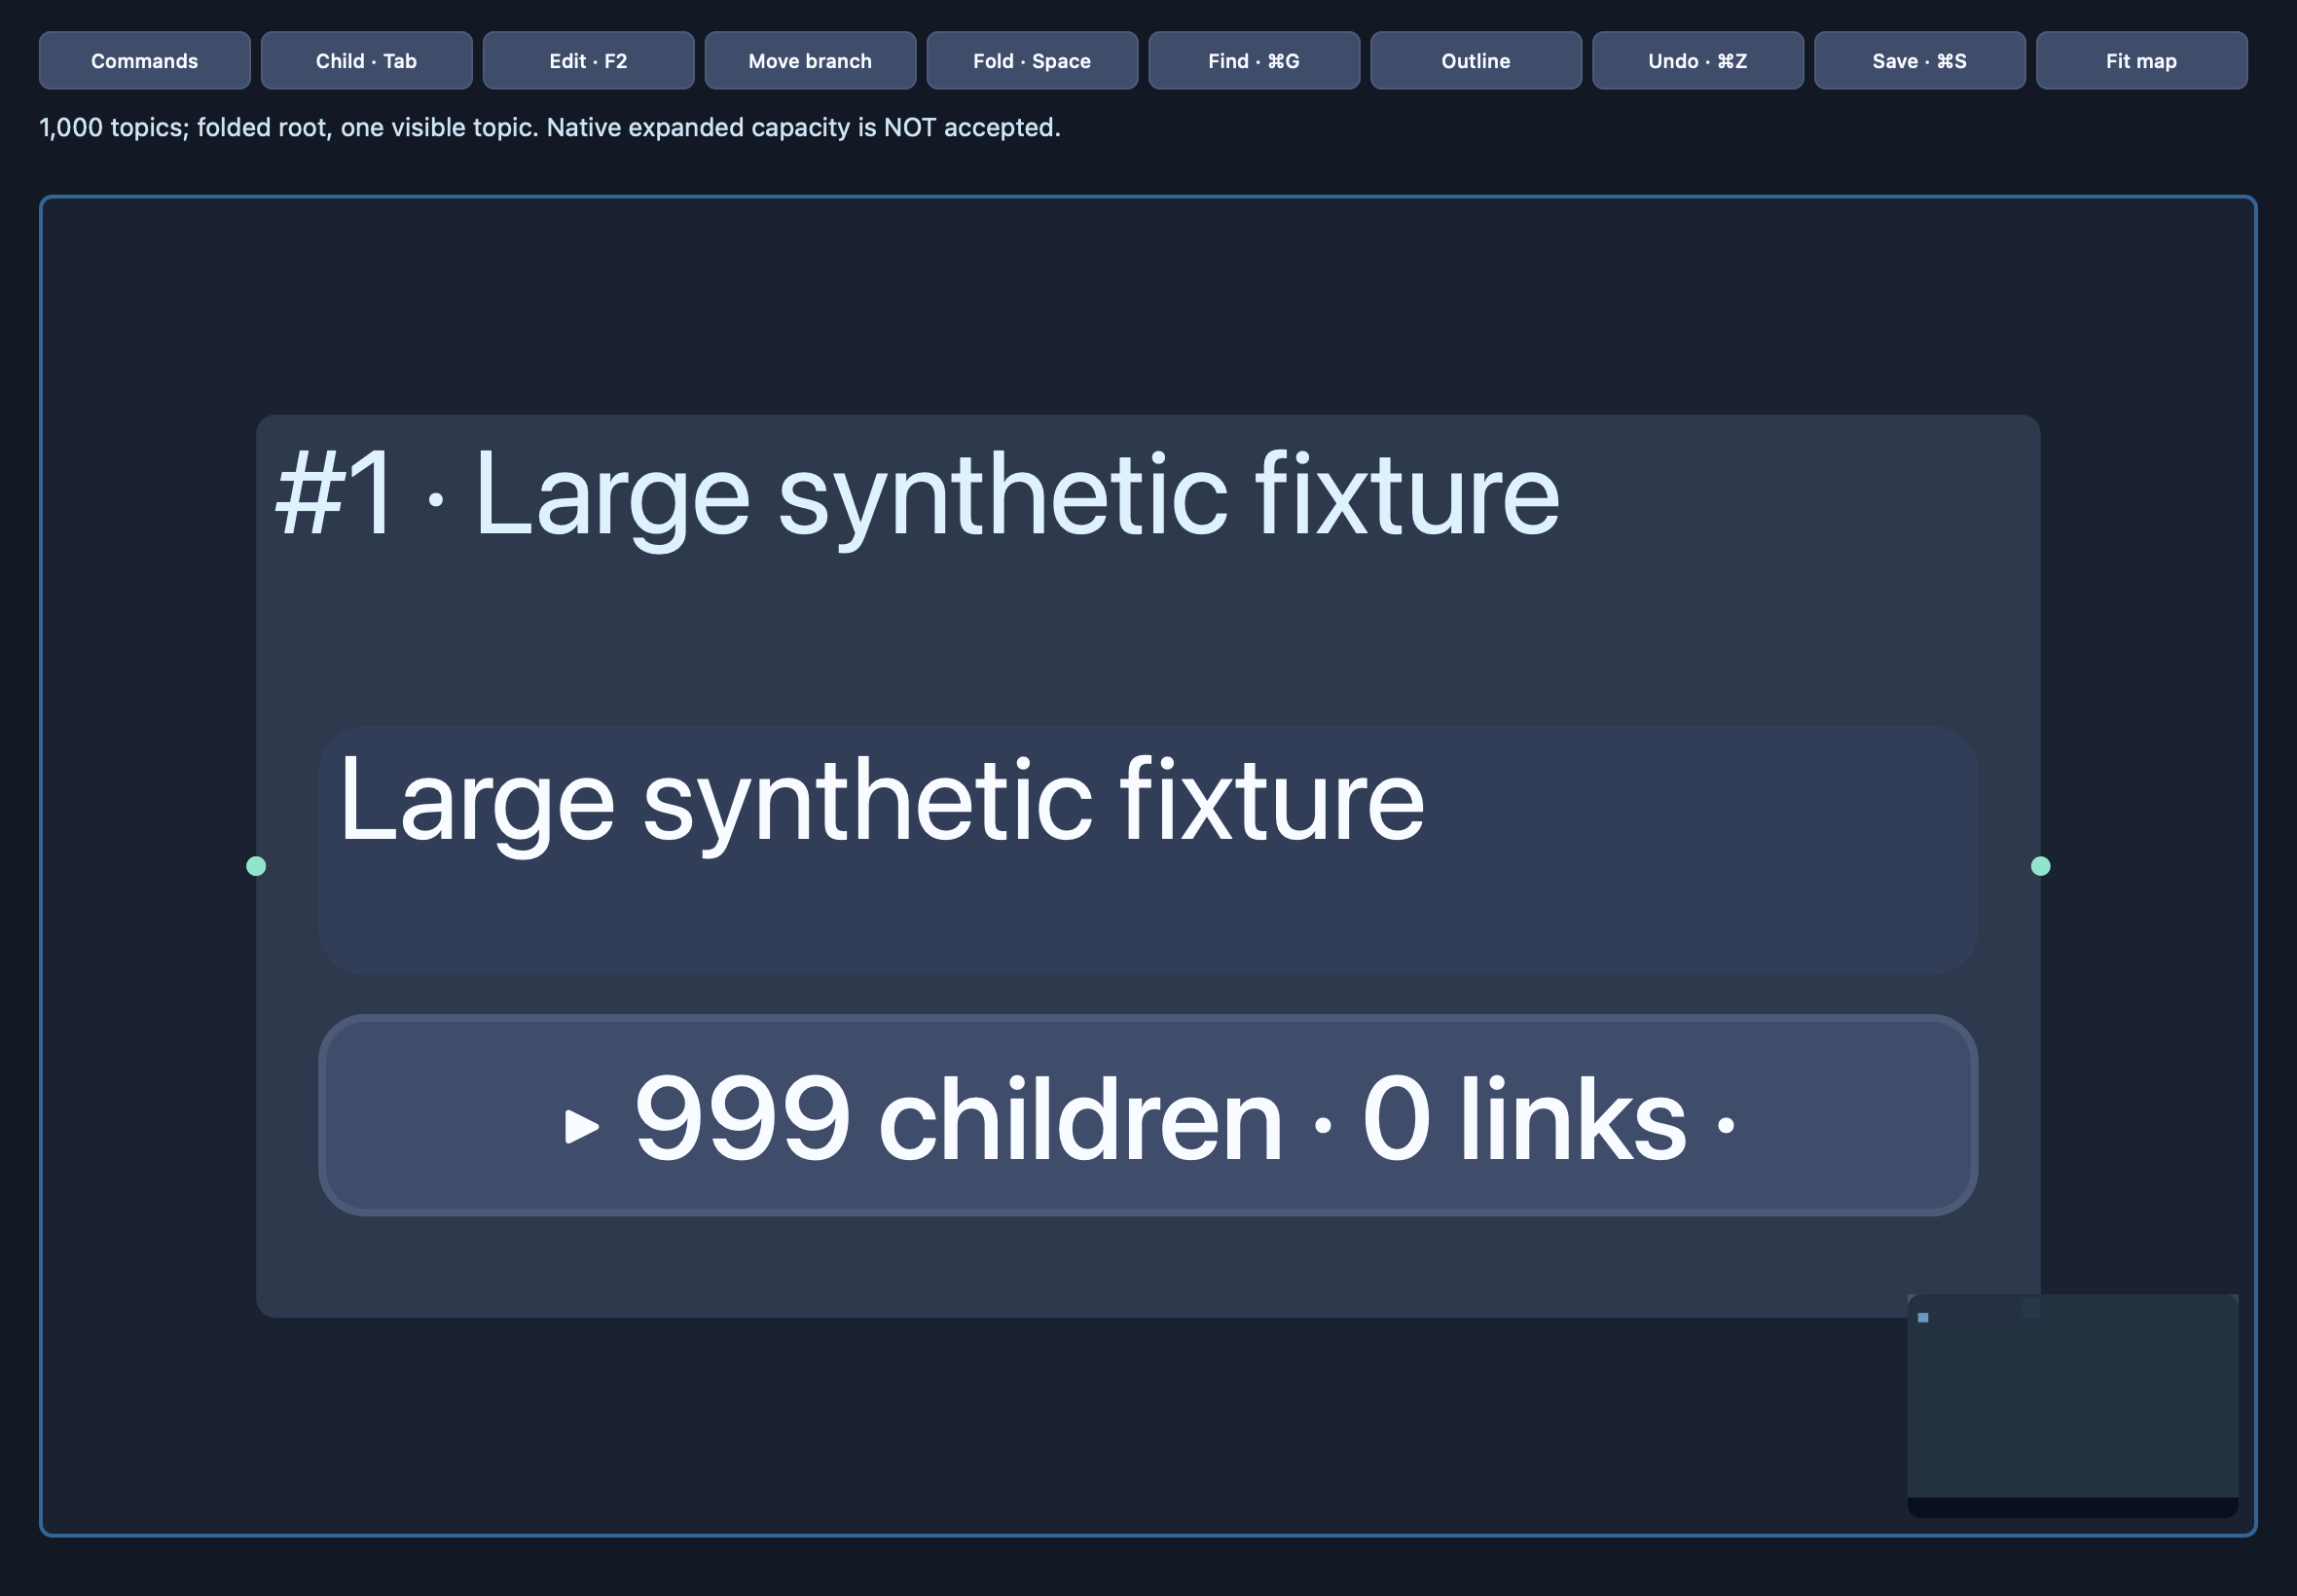 Commands
Child · Tab
Edit · F2
Move branch
Fold · Space
Find · ⌘G
Outline
Undo · ⌘Z
Save · ⌘S
Fit map
1,000 topics; folded root, one visible topic. Native expanded capacity is NOT accepted.
#1 · Large synthetic fixture
Large synthetic fixture
▸ 999 children · 0 links ·